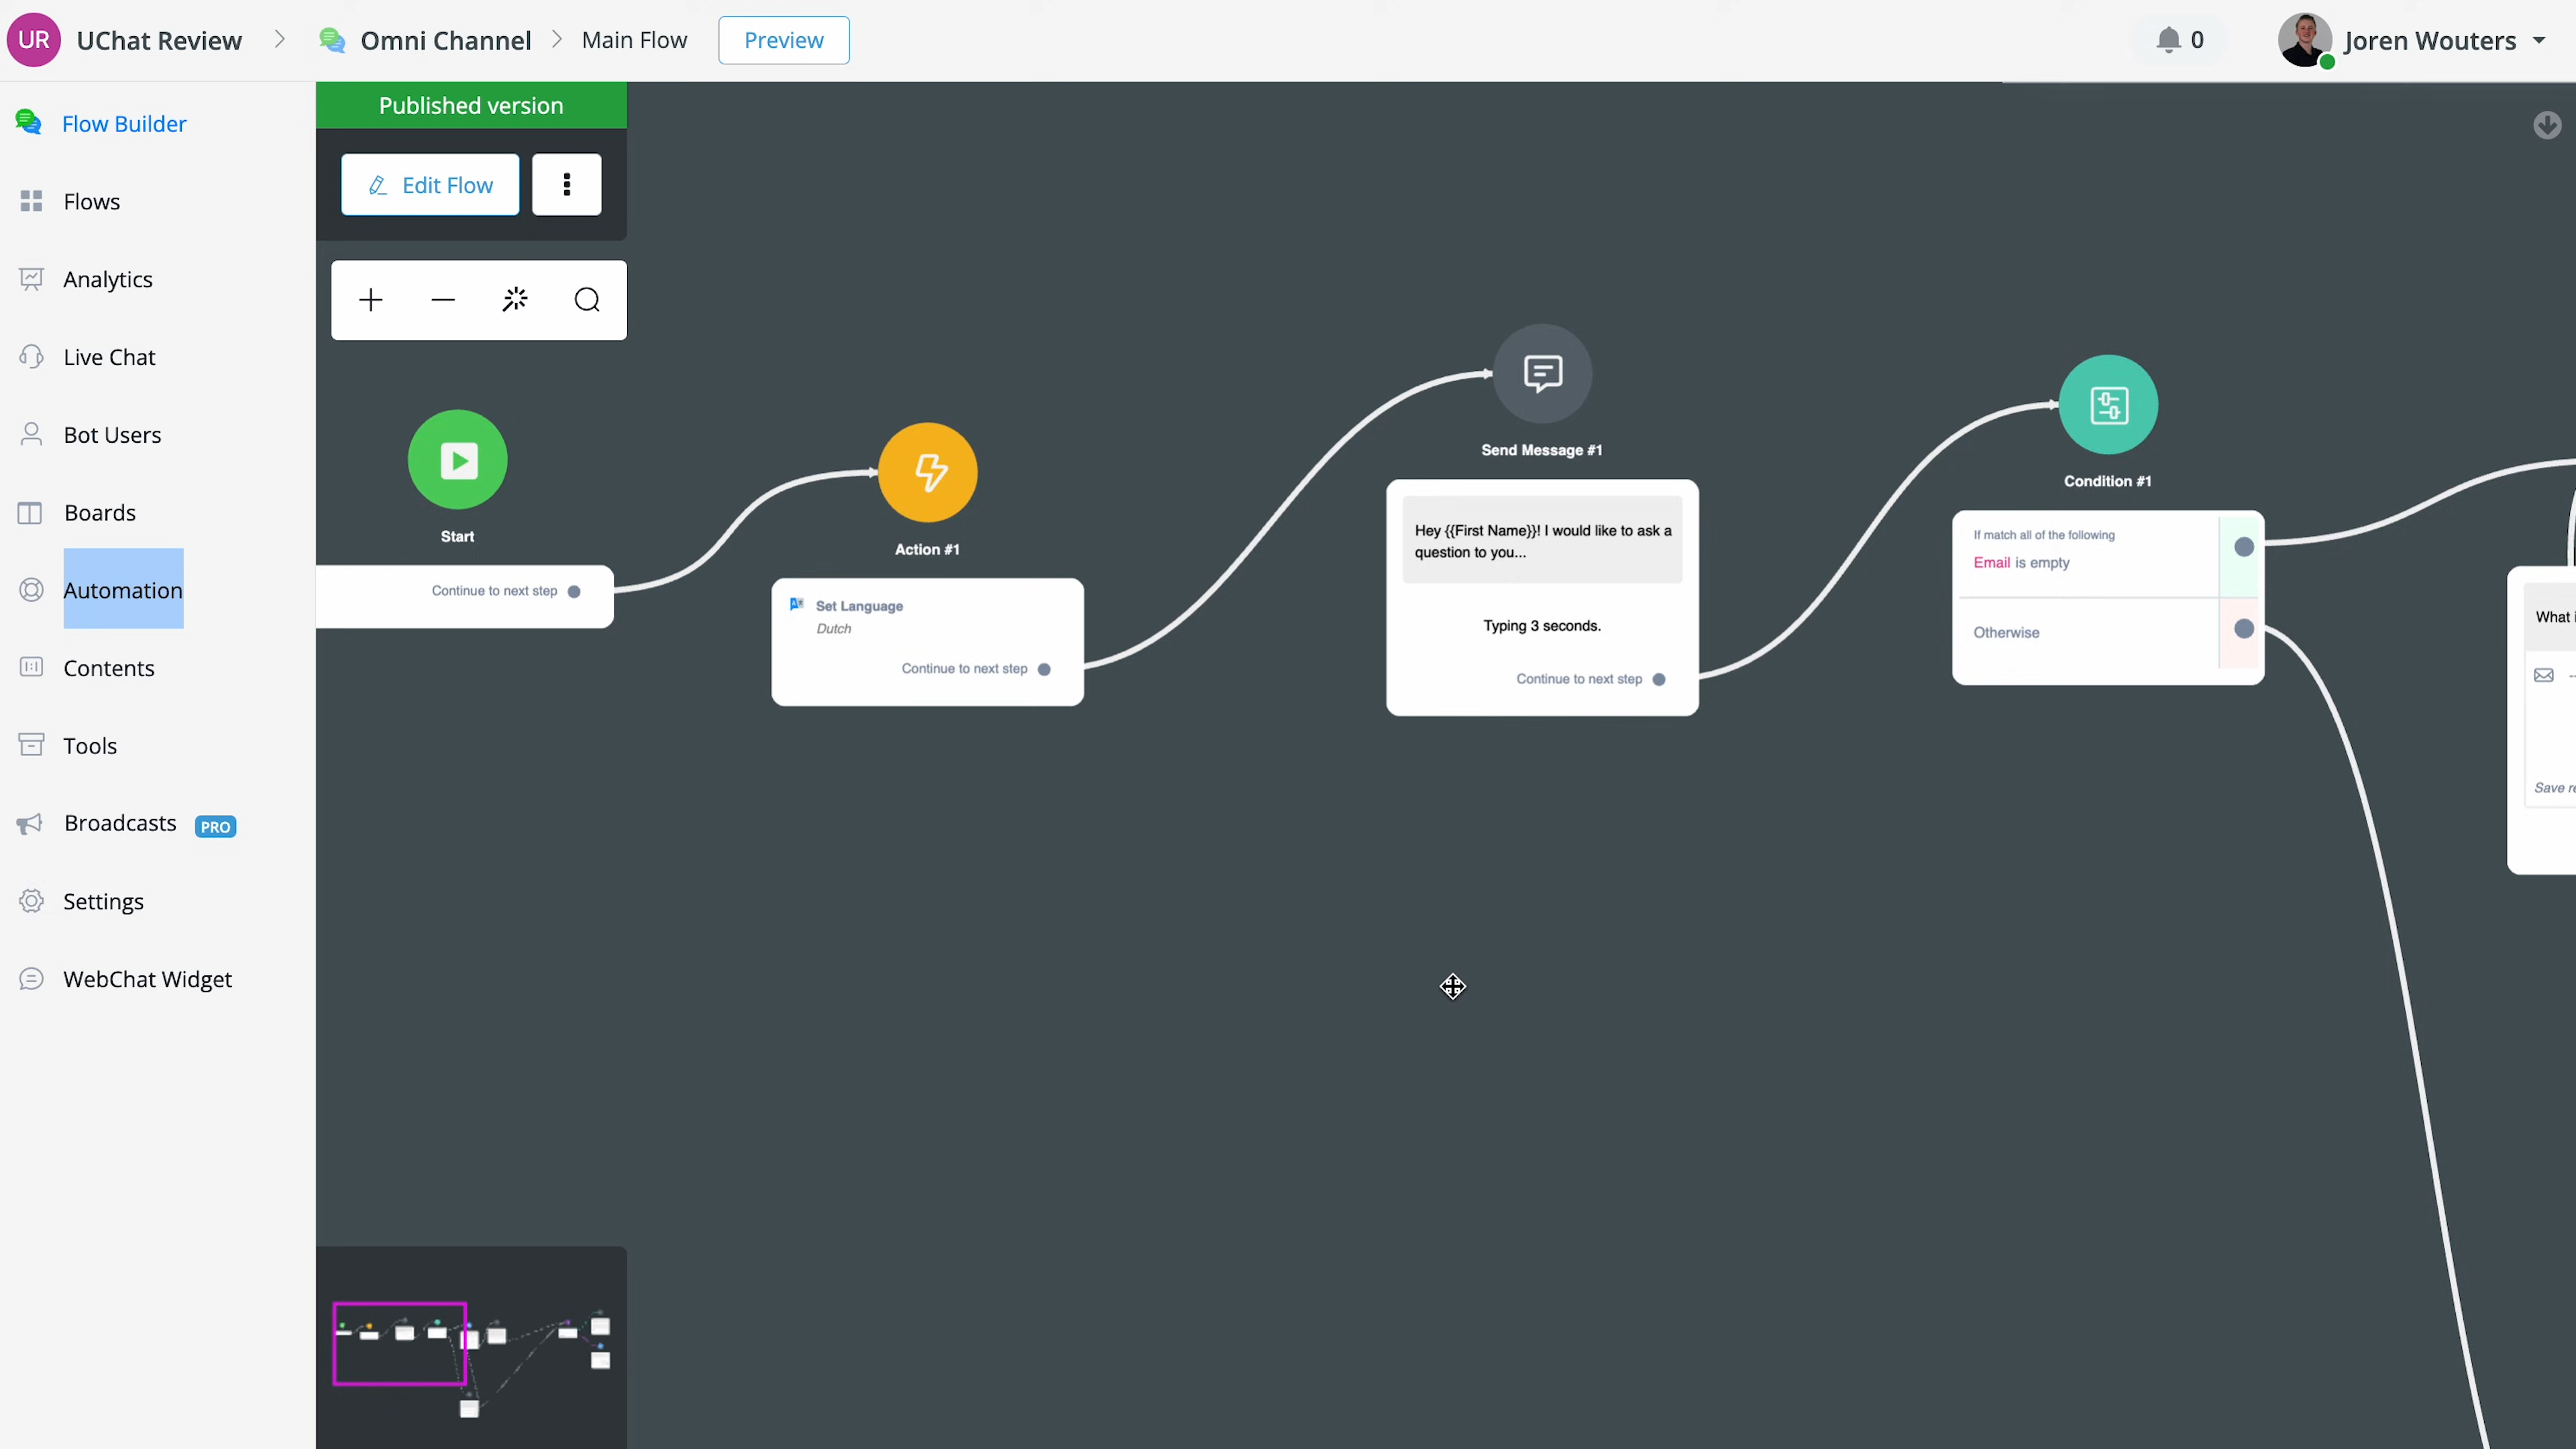 UR UChat Review > Omni Channel > Main Flow Preview 0 Joren Wouters
Published version
Flow Builder
Edit Flow
Flows
Analytics
Live Chat
Bot Users
Boards
Automation
Contents
Tools
Broadcasts PRO
Settings
WebChat Widget
Start
Continue to next step
Action #1
Set Language
Dutch
Continue to next step
Send Message #1
Hey {{First Name}}! I would like to ask a
question to you...
Typing 3 seconds.
Continue to next step
Condition #1
If match all of the following
Email is empty
Otherwise
What
Save